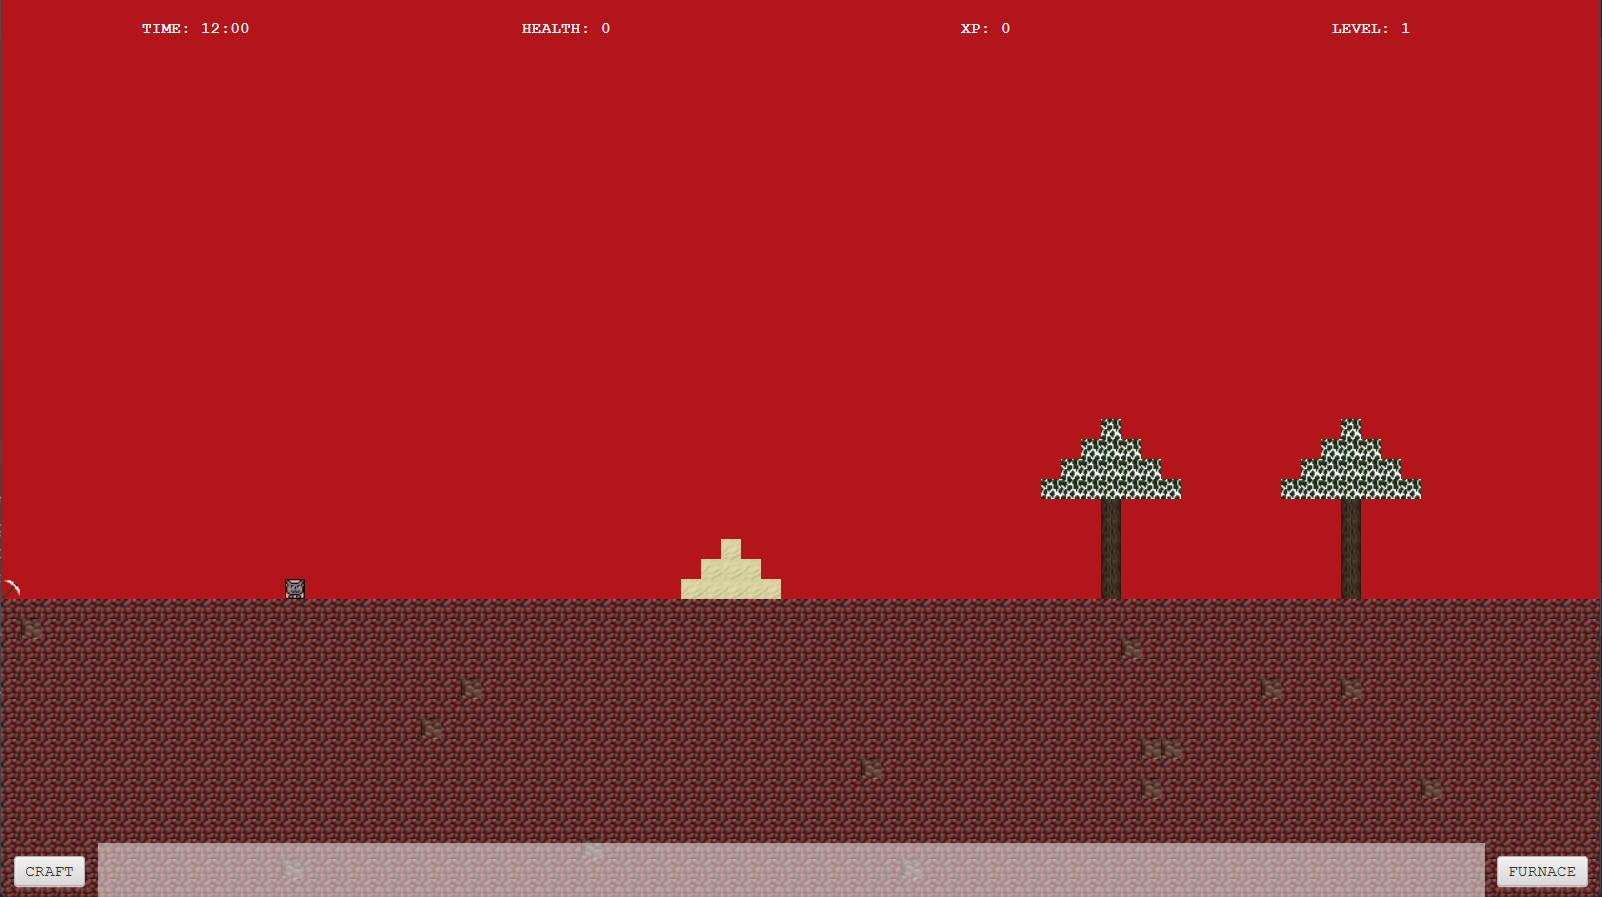 TIME: 12:00
HEALTH: 0
XP: 0
LEVEL: 1
CRAFT
FURNACE